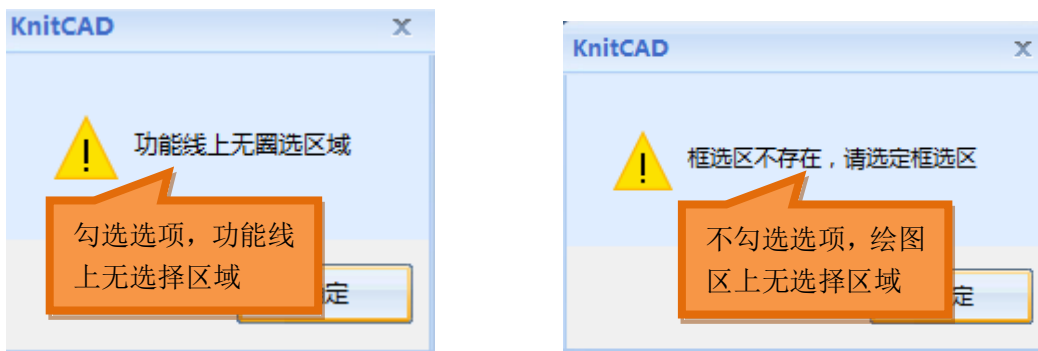 KnitCAD X
功能线上无圈选区域
勾选选项，功能线
上无选择区域
定
KnitCAD X
框选区不存在，请选定框选区
不勾选选项，绘图
区上无选择区域
定